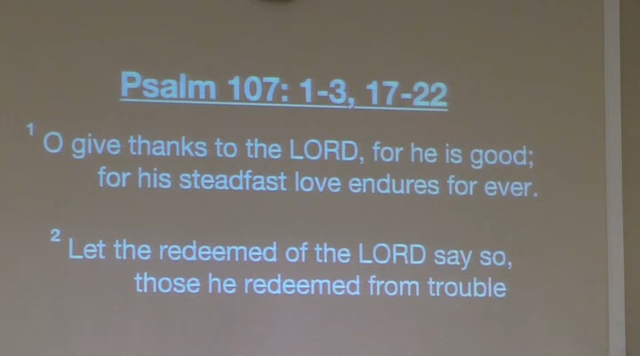 Psalm 107: 1-3, 17-22
1 O give thanks to the LORD, for he is good;
for his steadfast love endures for ever.
2 Let the redeemed of the LORD say so,
those he redeemed from trouble